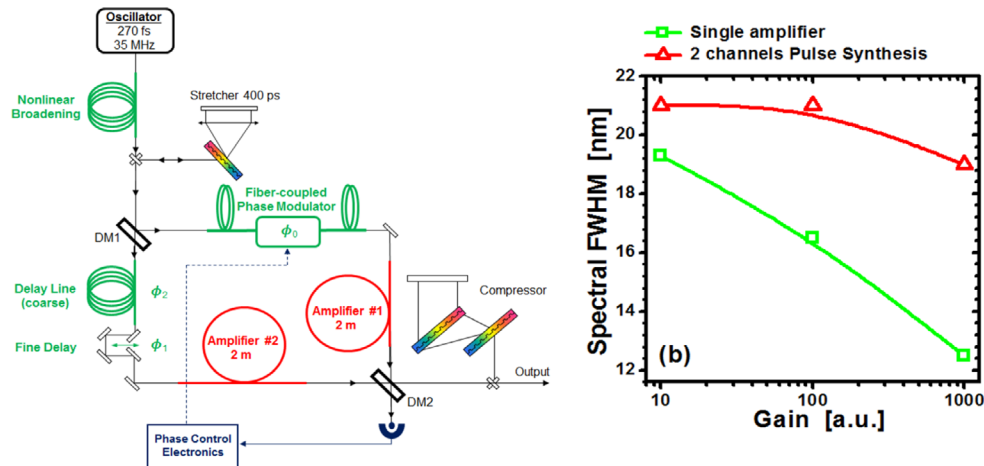 Oscillator
270 fs
35 MHz
Nonlinear
Broadening
Stretcher 400 ps
Fiber-coupled
Phase Modulator
ϕ0
DM1
Delay Line
(coarse)
ϕ2
Fine Delay
ϕ1
Amplifier #1
2 m
Amplifier #2
2 m
Compressor
Output
DM2
Phase Control
Electronics
Single amplifier
2 channels Pulse Synthesis
22
20
18
16
14
12
Spectral FWHM [nm]
(b)
10
100
1000
Gain [a.u.]